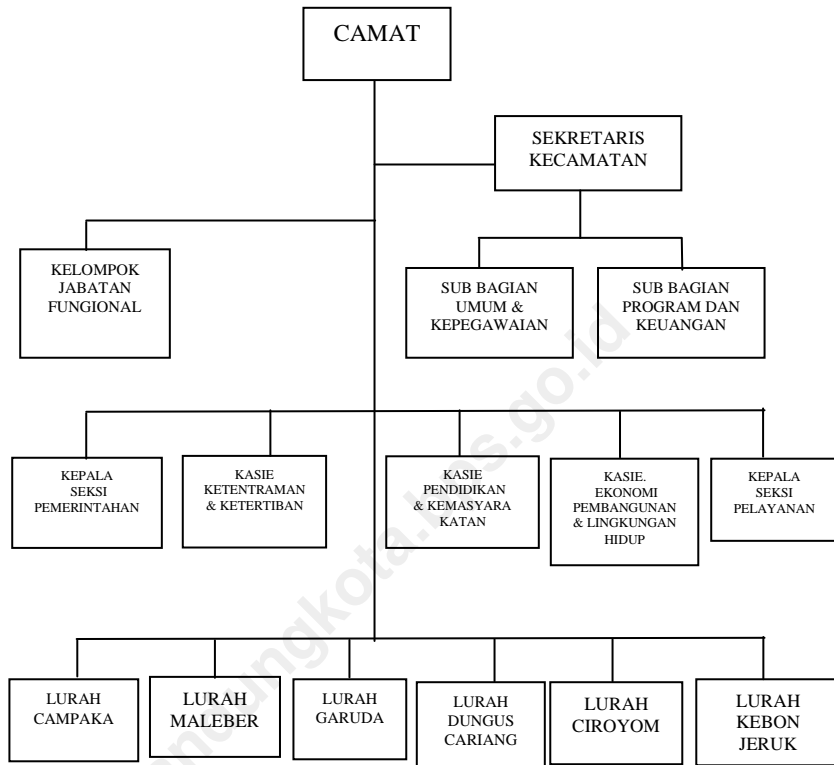 CAMAT
SEKRETARIS
KECAMATAN
KELOMPOK
JABATAN
FUNGIONAL
SUB BAGIAN
UMUM &
KEPEGAWAIAN
SUB BAGIAN
PROGRAM DAN
KEUANGAN
KEPALA
SEKSI
PEMERINTAHAN
KASIE
KETENTRAMAN
& KETERTIBAN
KASIE
PENDIDIKAN
& KEMASYARA
KATAN
KASIE.
EKONOMI
PEMBANGUNAN
& LINGKUNGAN
HIDUP
KEPALA
SEKSI
PELAYANAN
LURAH
CAMPAKA
LURAH
MALEBER
LURAH
GARUDA
LURAH
DUNGUS
CARIANG
LURAH
CIROYOM
LURAH
KEBON
JERUK